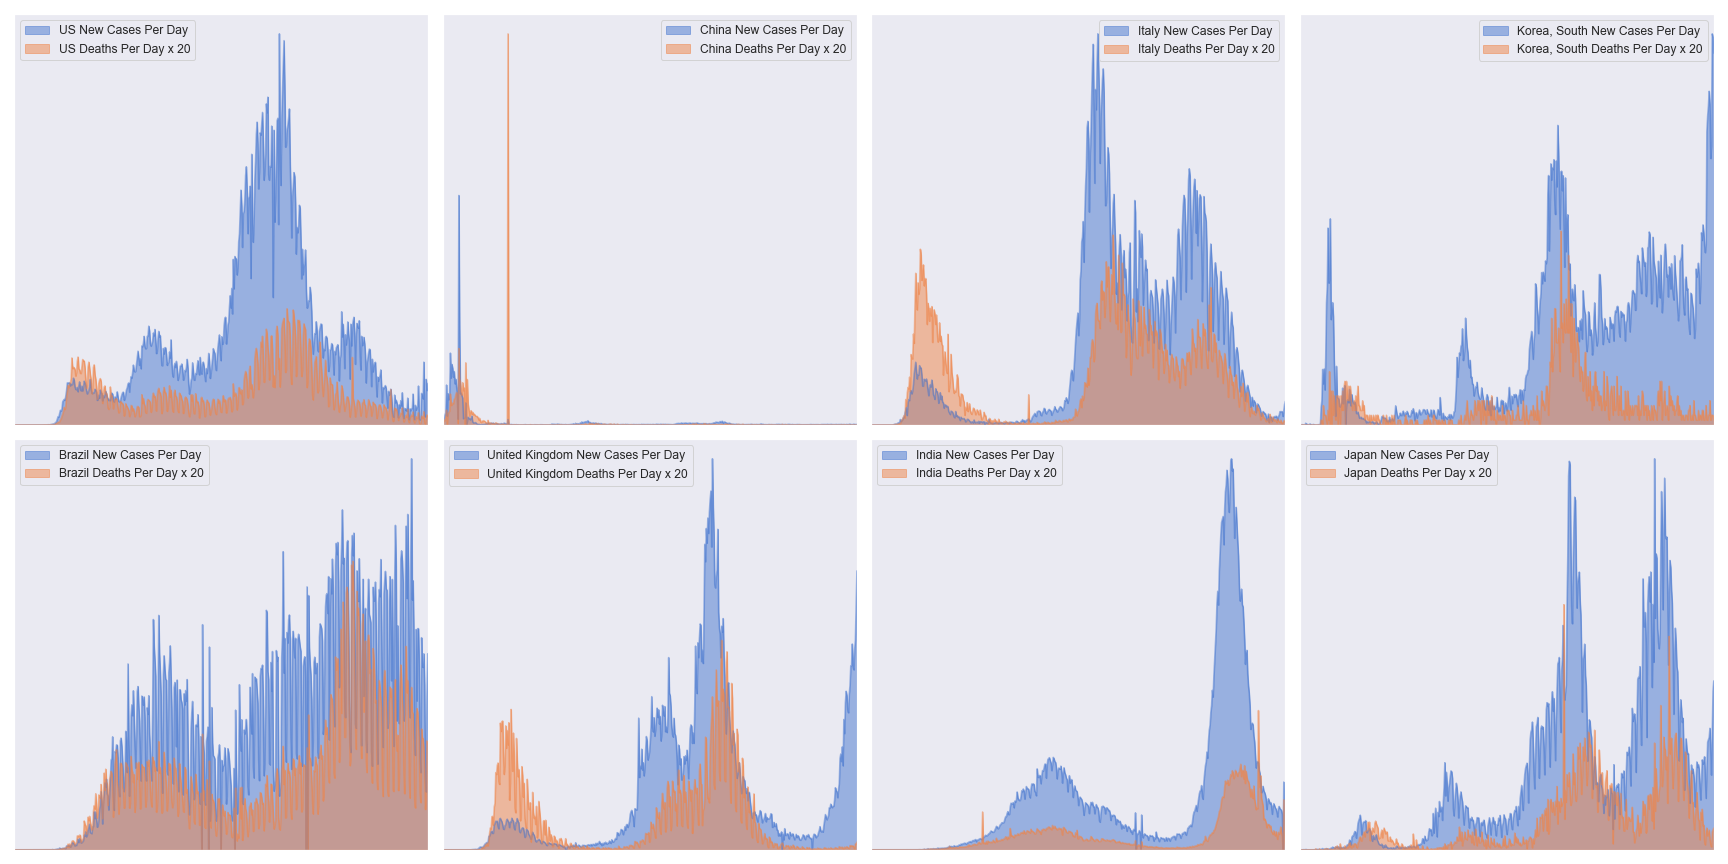 US New Cases Per Day
US Deaths Per Day x 20
China New Cases Per Day
China Deaths Per Day x 20
Italy New Cases Per Day
Italy Deaths Per Day x 20
Korea, South New Cases Per Day
Korea, South Deaths Per Day x 20
Brazil New Cases Per Day
Brazil Deaths Per Day x 20
United Kingdom New Cases Per Day
United Kingdom Deaths Per Day x 20
India New Cases Per Day
India Deaths Per Day x 20
Japan New Cases Per Day
Japan Deaths Per Day x 20